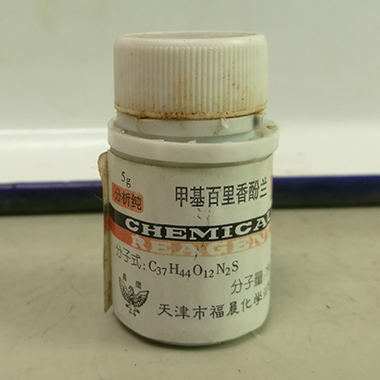 5g
分析纯
甲基百里香酚兰
CHEMICAL
REAGEN
分子式: C37H44O12N2S
分子量
天津市福晨化学